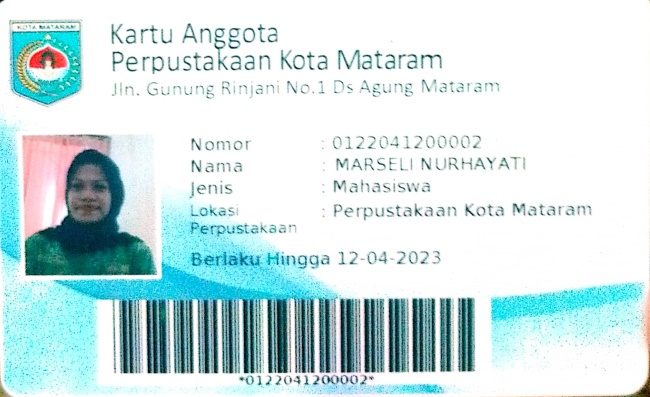 KOTA MATARAM
Kartu Anggota
Perpustakaan Kota Mataram
Jln. Gunung Rinjani No.1 Ds Agung Mataram
Nomor : 0122041200002
Nama : MARSELI NURHAYATI
Jenis : Mahasiswa
Lokasi Perpustakaan : Perpustakaan Kota Mataram
Berlaku Hingga 12-04-2023
*0122041200002*